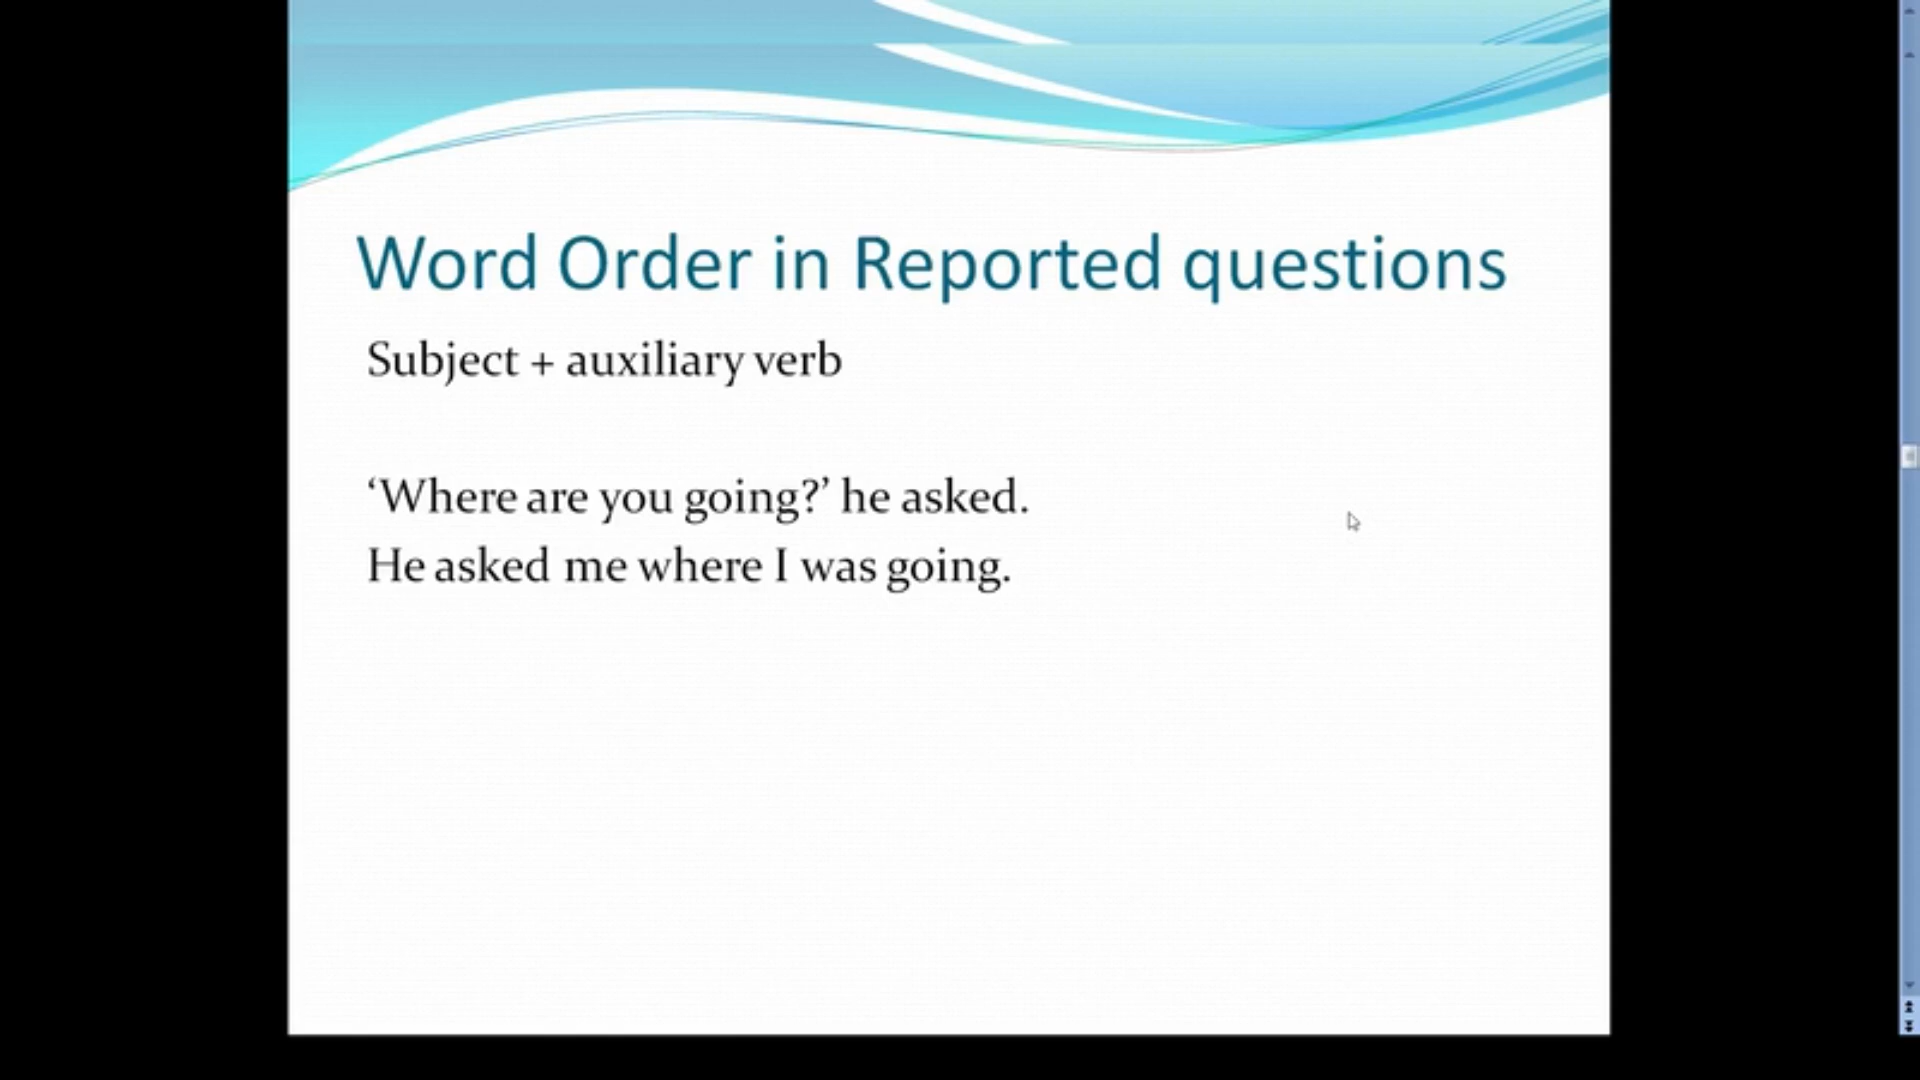 Word Order in Reported questions
Subject + auxiliary verb
‘Where are you going?’ he asked.
He asked me where I was going.